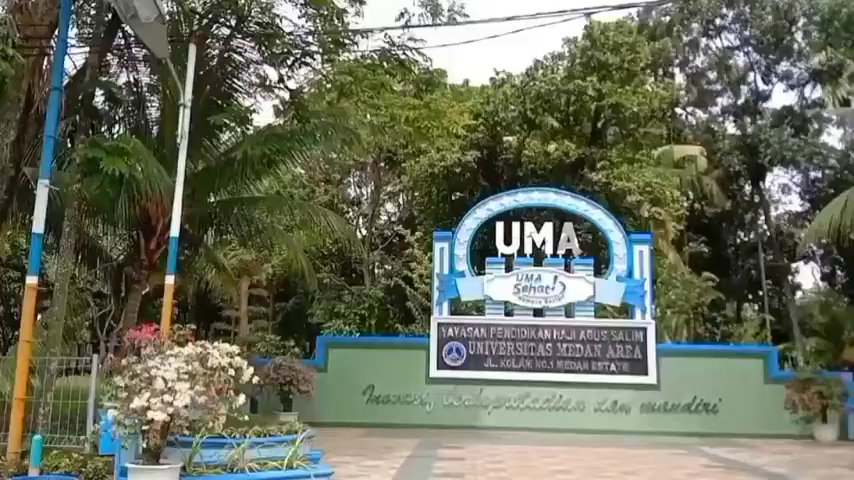 UMA
UMA
Sehat!
YAYASAN PENDIDIKAN HAJI AGUS SALIM
UNIVERSITAS MEDAN AREA
JL. KOLAM NO.1 MEDAN ESTATE
Inovasi, berkepribadian dan mandiri